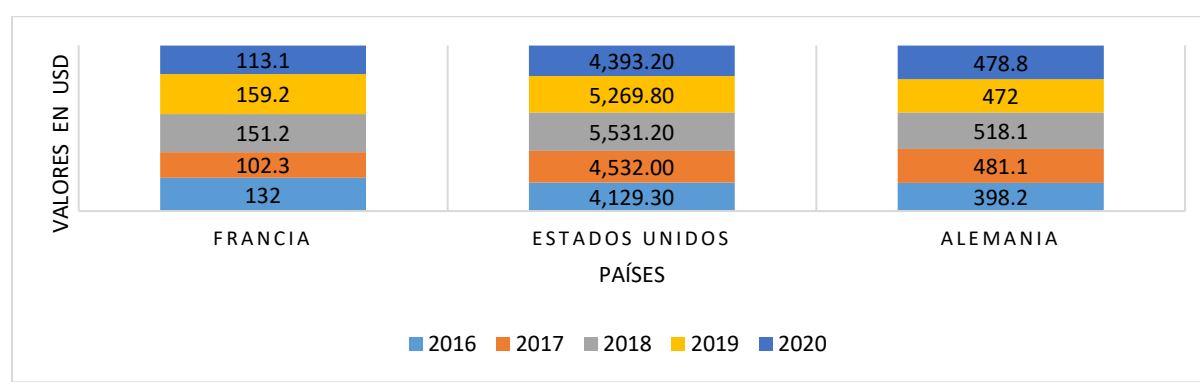 113.1 4,393.20 478.8
159.2 5,269.80 472
151.2 5,531.20 518.1
102.3 4,532.00 481.1
132 4,129.30 398.2
VALORES EN USD
FRANCIA ESTADOS UNIDOS ALEMANIA
PAÍSES
2016 2017 2018 2019 2020